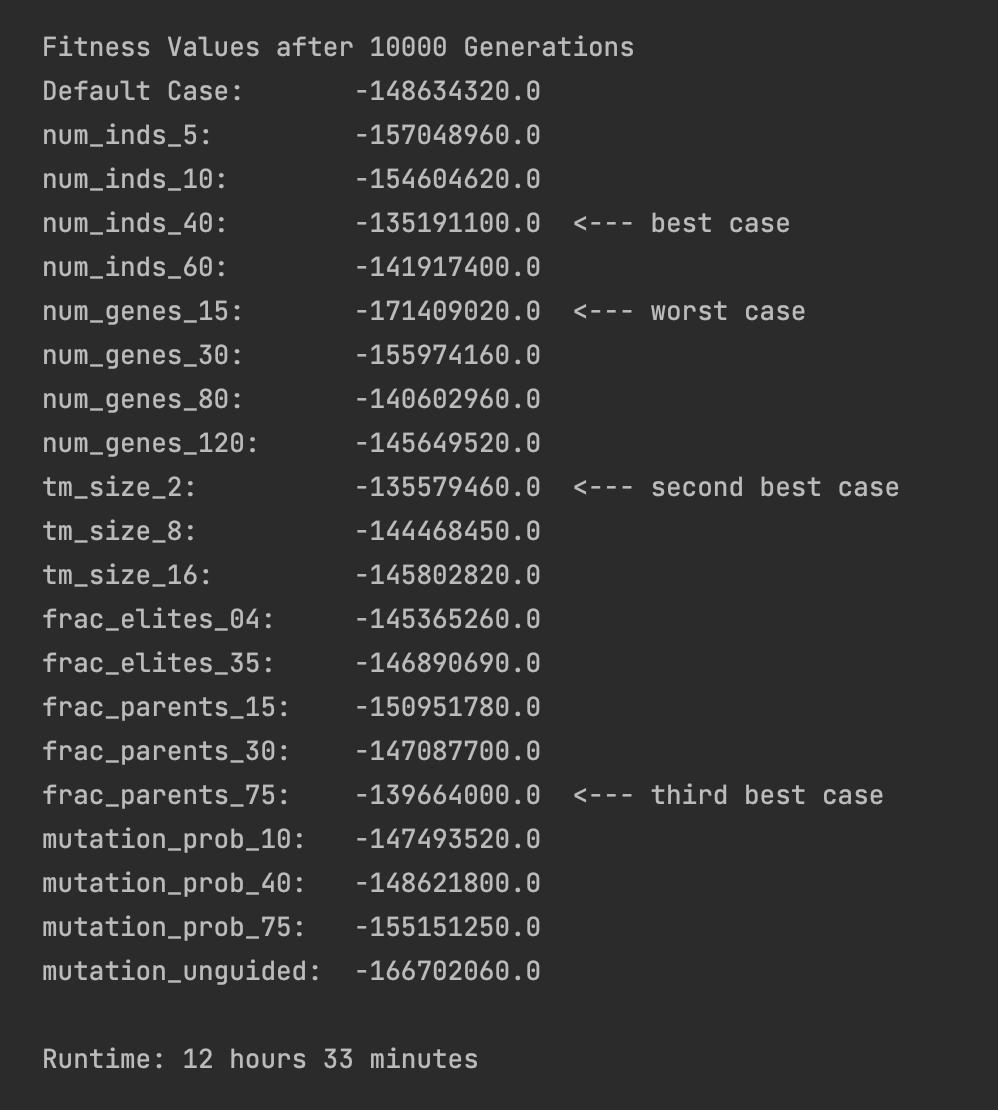 Fitness Values after 10000 Generations
Default Case:       -148634320.0
num_inds_5:         -157048960.0
num_inds_10:        -154604620.0
num_inds_40:        -135191100.0  <--- best case
num_inds_60:        -141917400.0
num_genes_15:       -171409020.0  <--- worst case
num_genes_30:       -155974160.0
num_genes_80:       -140602960.0
num_genes_120:      -145649520.0
tm_size_2:          -135579460.0  <--- second best case
tm_size_8:          -144468450.0
tm_size_16:         -145802820.0
frac_elites_04:     -145365260.0
frac_elites_35:     -146890690.0
frac_parents_15:    -150951780.0
frac_parents_30:    -147087700.0
frac_parents_75:    -139664000.0  <--- third best case
mutation_prob_10:   -147493520.0
mutation_prob_40:   -148621800.0
mutation_prob_75:   -155151250.0
mutation_unguided:  -166702060.0
Runtime: 12 hours 33 minutes